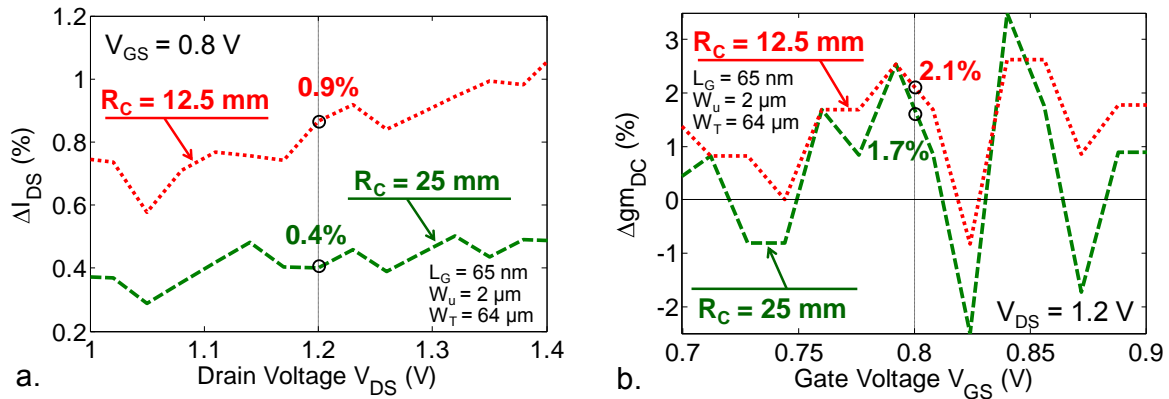 1.2
1
0.8
0.6
0.4
0.2
ΔI_DS (%)
V_GS = 0.8 V
R_C = 12.5 mm
0.9%
R_C = 25 mm
0.4%
L_G = 65 nm
W_u = 2 µm
W_T = 64 µm
1 1.1 1.2 1.3 1.4
a. Drain Voltage V_DS (V)
3
2
1
0
-1
-2
Δgm_DC (%)
R_C = 12.5 mm
L_G = 65 nm
W_u = 2 µm
W_T = 64 µm
2.1%
1.7%
R_C = 25 mm
V_DS = 1.2 V
0.7 0.75 0.8 0.85 0.9
b. Gate Voltage V_GS (V)